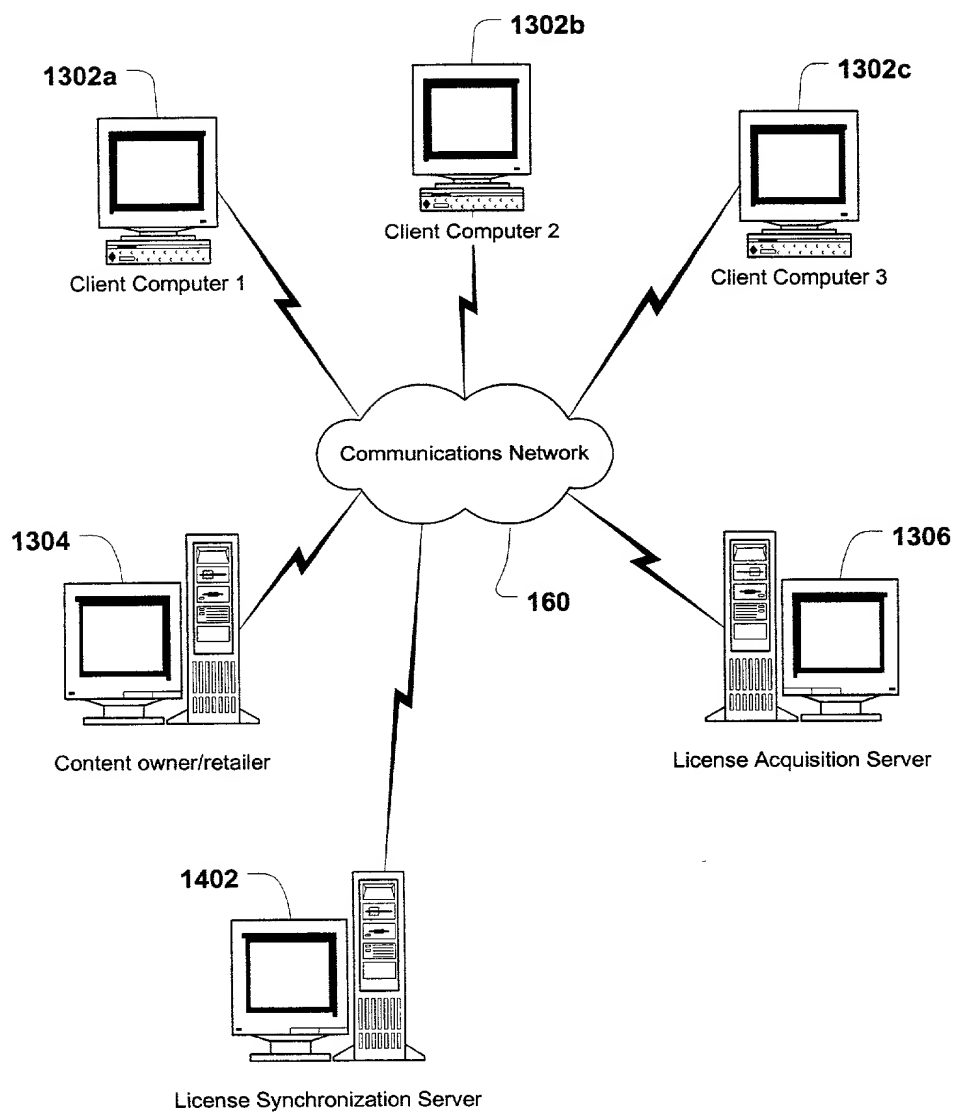 1302b
1302a
1302c
Client Computer 2
Client Computer 1
Client Computer 3
Communications Network
1304
1306
160
Content owner/retailer
License Acquisition Server
1402
License Synchronization Server